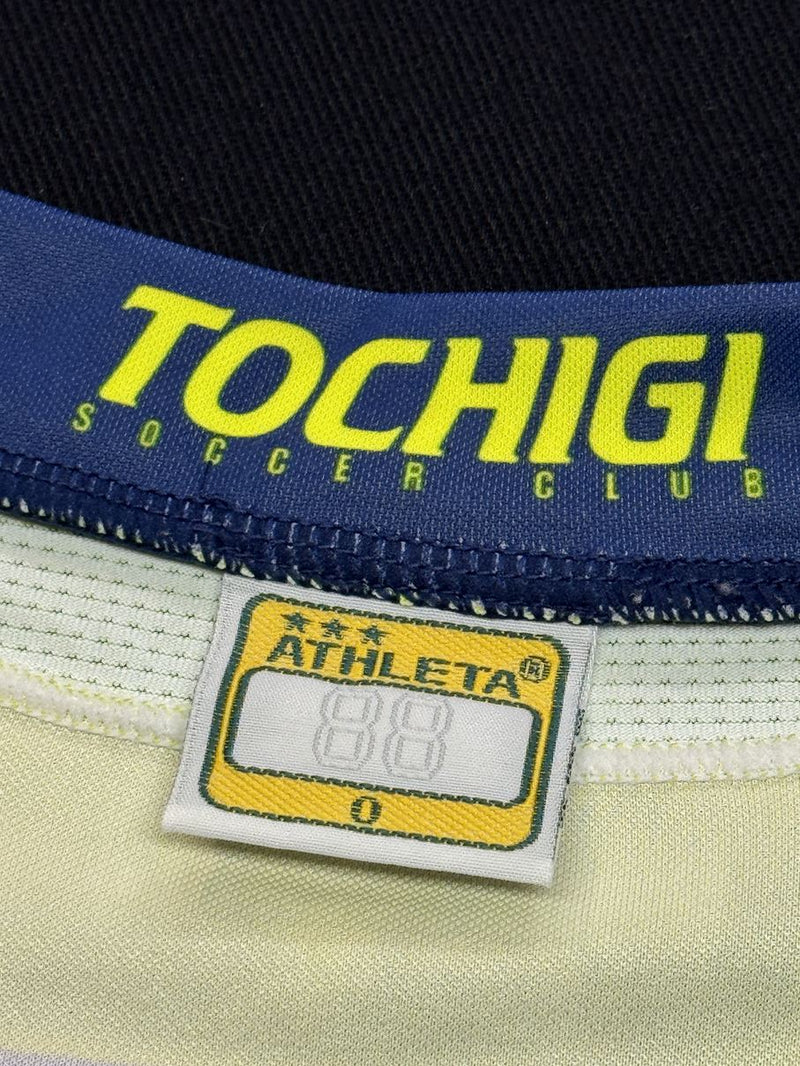 TOCHIGI
SOCCER CLUB
ATHLETA®
88
O